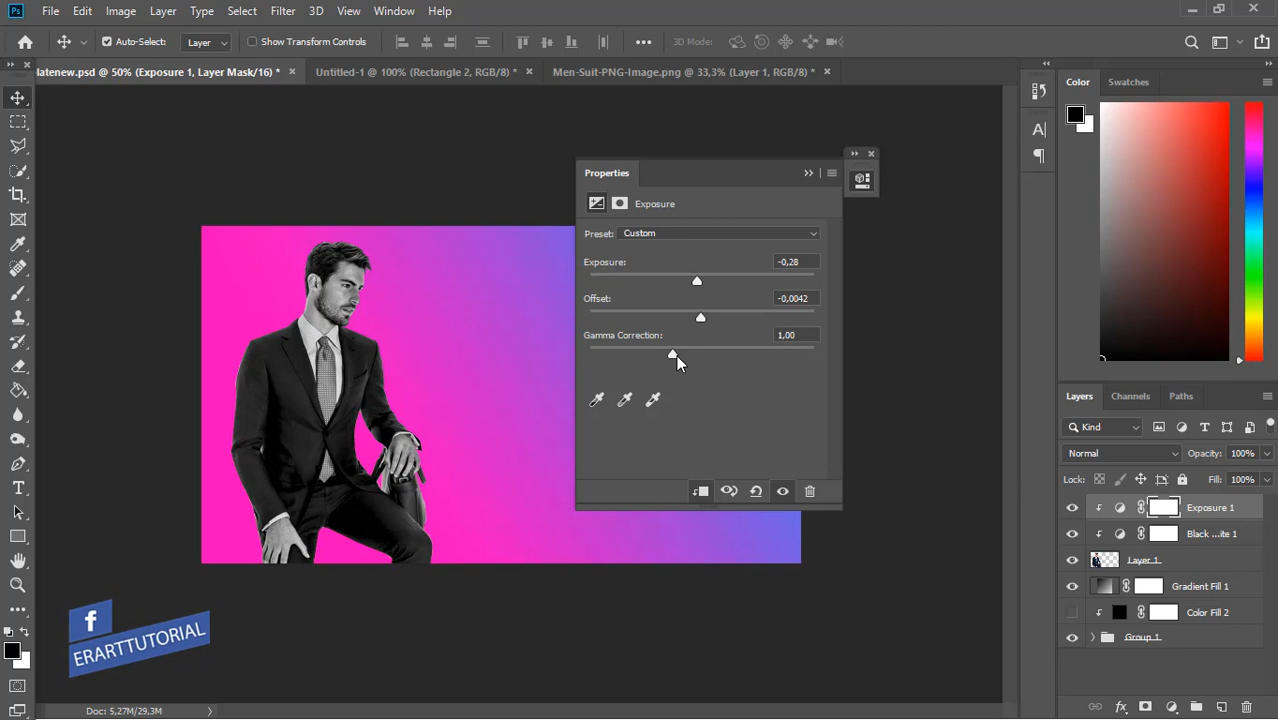 Ps File Edit Image Layer Type Select Filter 3D View Window Help
Auto-Select: Layer Show Transform Controls 3D Mode:
latenew.psd @ 50% (Exposure 1, Layer Mask/16) * Untitled-1 @ 100% (Rectangle 2, RGB/8) * Men-Suit-PNG-Image.png @ 33,3% (Layer 1, RGB/8) *
Color Swatches
Properties
Exposure
Preset: Custom
Exposure: -0,28
Offset: -0,0042
Gamma Correction: 1,00
Layers Channels Paths
Kind
Normal Opacity: 100%
Lock: Fill: 100%
Exposure 1
Black ...ite 1
Layer 1
Gradient Fill 1
Color Fill 2
Group 1
f
ERARTTUTORIAL
Doc: 5,27M/29,3M